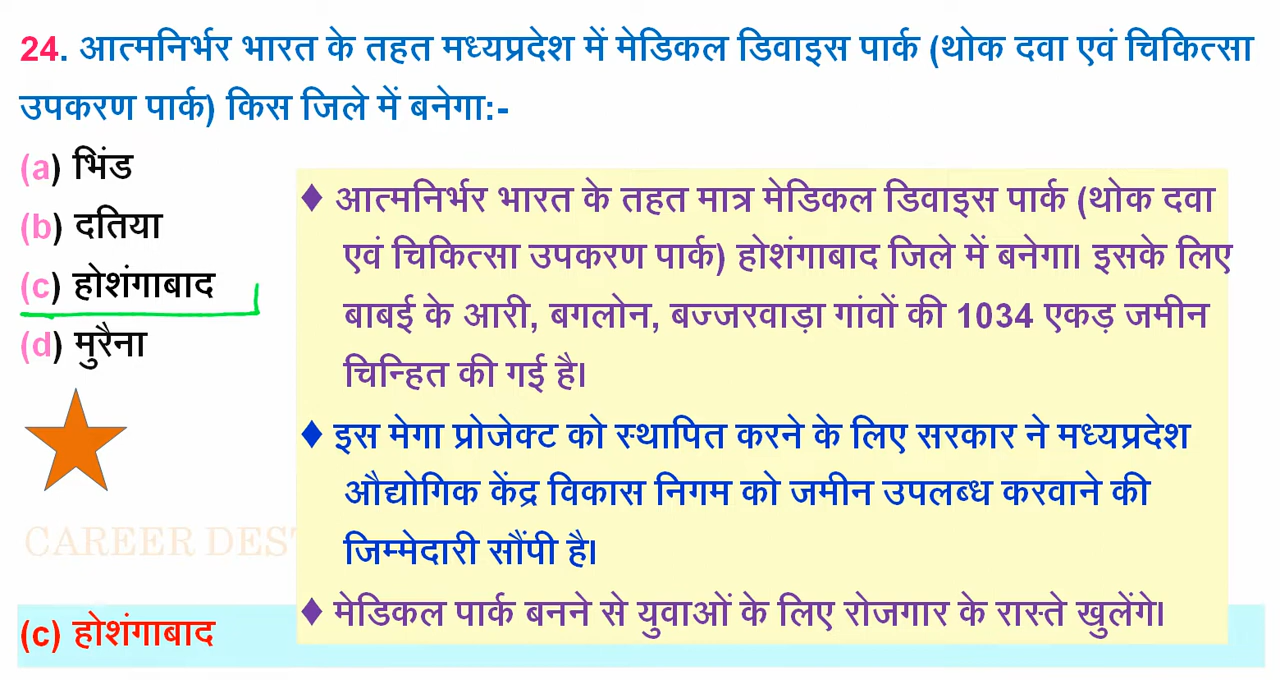 24. आत्मनिर्भर भारत के तहत मध्यप्रदेश में मेडिकल डिवाइस पार्क (थोक दवा एवं चिकित्सा
उपकरण पार्क) किस जिले में बनेगा:-
(a) भिंड
(b) दतिया
(c) होशंगाबाद
(d) मुरैना
♦ आत्मनिर्भर भारत के तहत मात्र मेडिकल डिवाइस पार्क (थोक दवा
एवं चिकित्सा उपकरण पार्क) होशंगाबाद जिले में बनेगा। इसके लिए
बाबई के आरी, बगलोन, बज्जरवाड़ा गांवों की 1034 एकड़ जमीन
चिन्हित की गई है।
♦ इस मेगा प्रोजेक्ट को स्थापित करने के लिए सरकार ने मध्यप्रदेश
औद्योगिक केंद्र विकास निगम को जमीन उपलब्ध करवाने की
जिम्मेदारी सौंपी है।
♦ मेडिकल पार्क बनने से युवाओं के लिए रोजगार के रास्ते खुलेंगे।
CAREER DEST
(c) होशंगाबाद